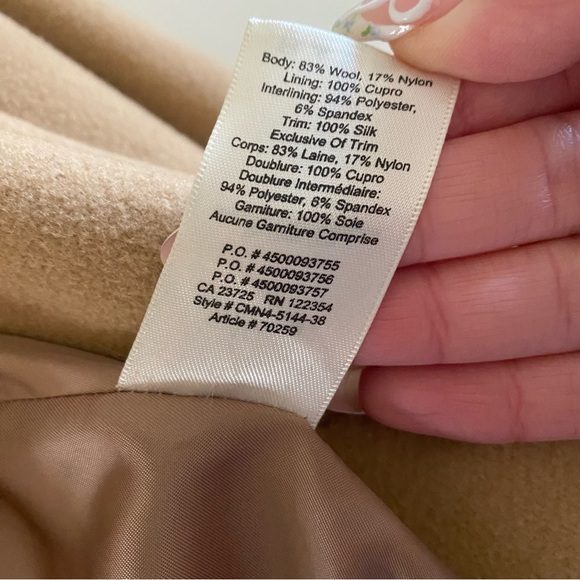 Body: 83% Wool, 17% Nylon
Lining: 100% Cupro
Interlining: 94% Polyester,
6% Spandex
Trim: 100% Silk
Exclusive Of Trim
Corps: 83% Laine, 17% Nylon
Doublure: 100% Cupro
Doublure Intermédiaire:
94% Polyester, 6% Spandex
Garniture: 100% Soie
Aucune Garniture Comprise
P.O. # 4500093755
P.O. # 4500093756
P.O. # 4500093757
CA 23725 RN 122354
Style # CMN4-5144-38
Article # 70259